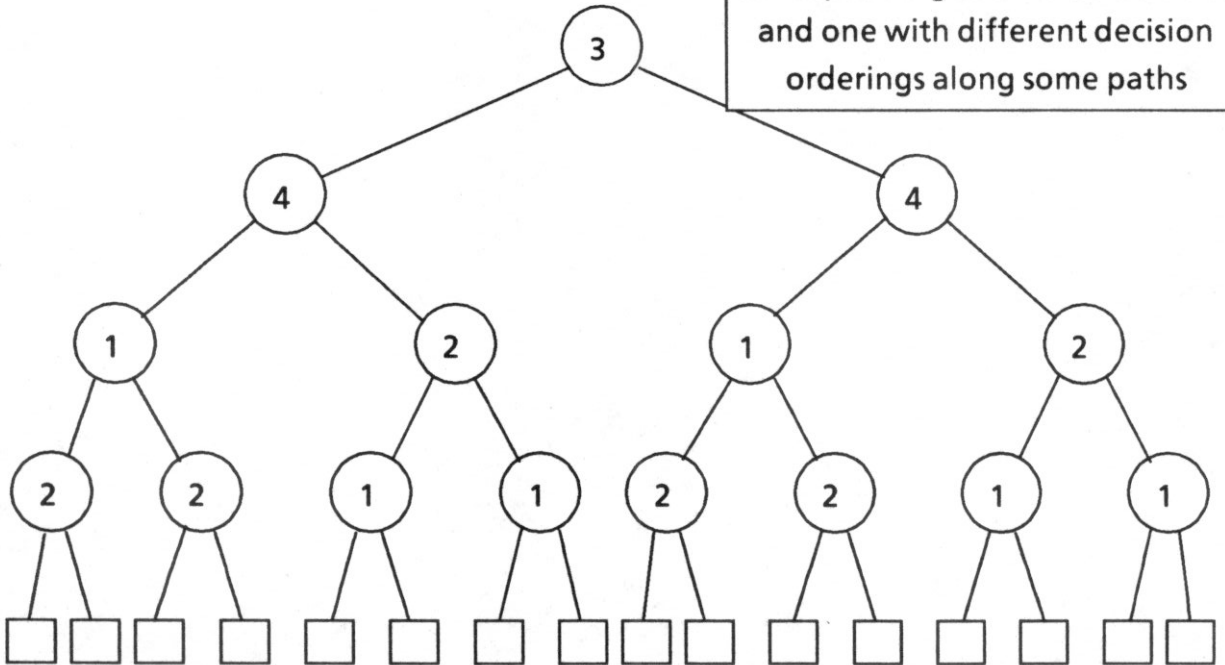 and one with different decision
orderings along some paths
3
4 4
1 2 1 2
2 2 1 1 2 2 1 1